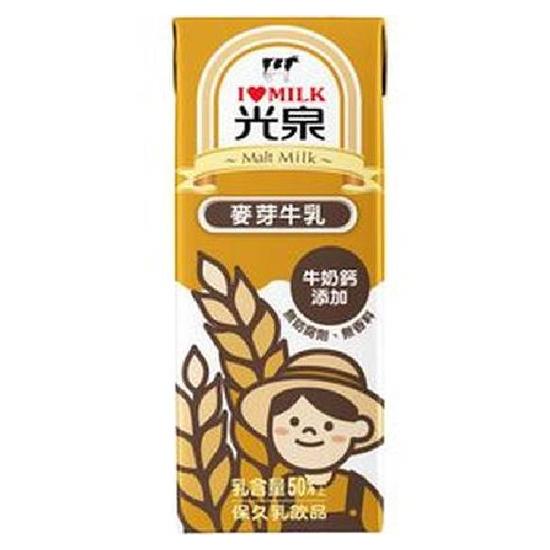 I♥MILK
光泉
~ Malt Milk ~
麥芽牛乳
牛奶鈣
添加
無防腐劑、無香料
乳含量50%以上
保久乳飲品